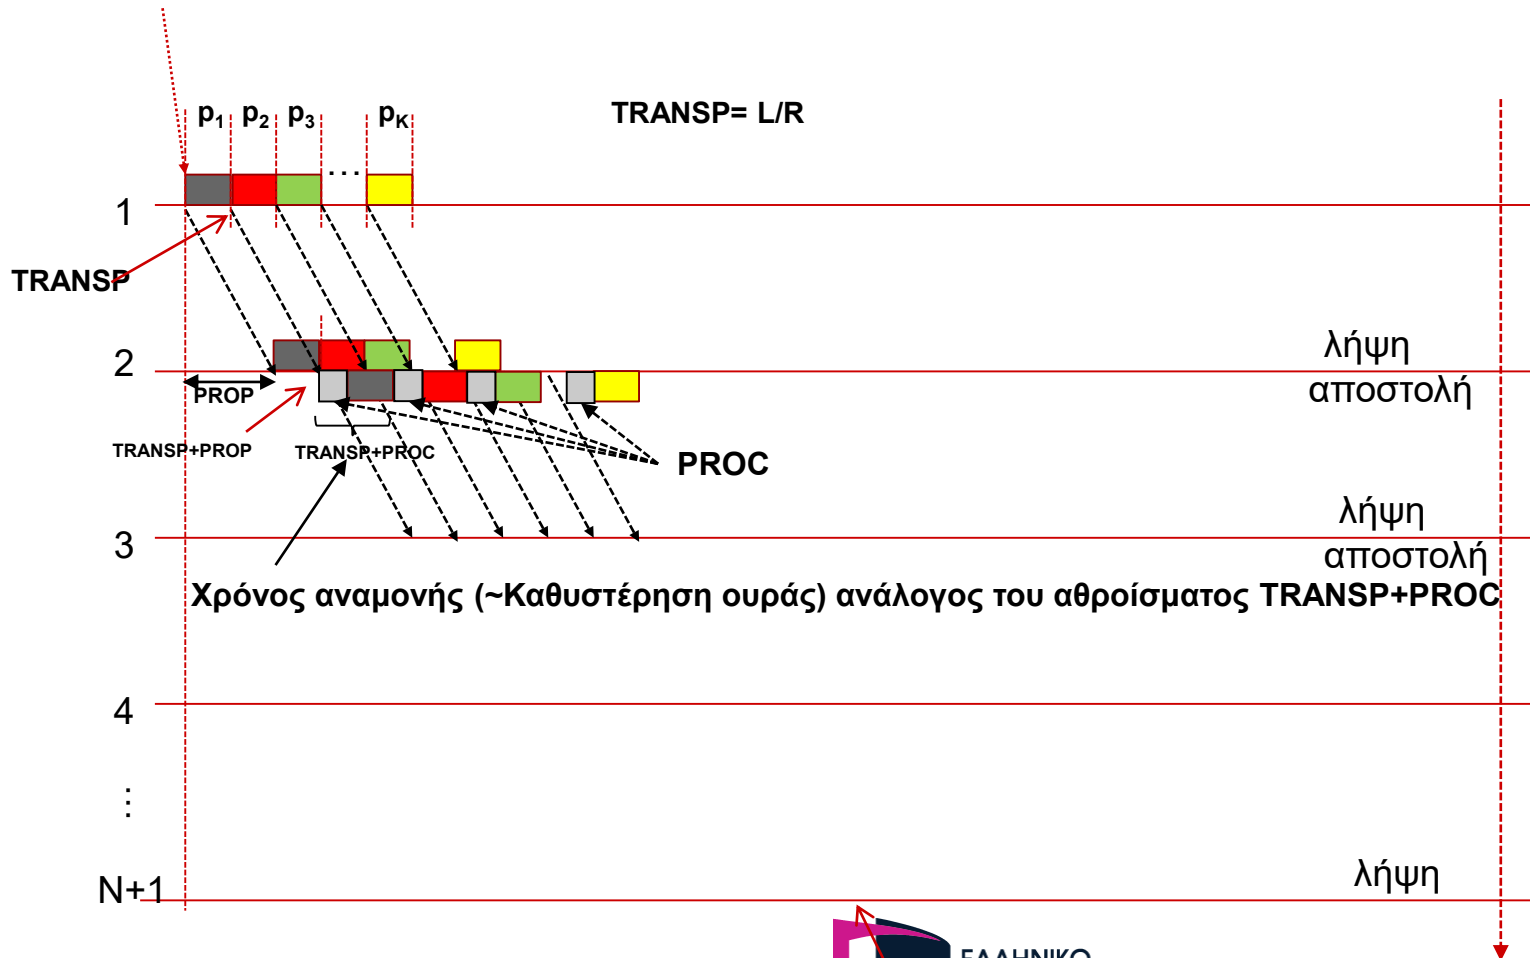 p1 p2 p3 pK
TRANSP= L/R
...
1
TRANSP
2
λήψη
αποστολή
PROP
TRANSP+PROP
TRANSP+PROC
PROC
3
λήψη
αποστολή
Χρόνος αναμονής (~Καθυστέρηση ουράς) ανάλογος του αθροίσματος TRANSP+PROC
4
⋮
N+1
λήψη